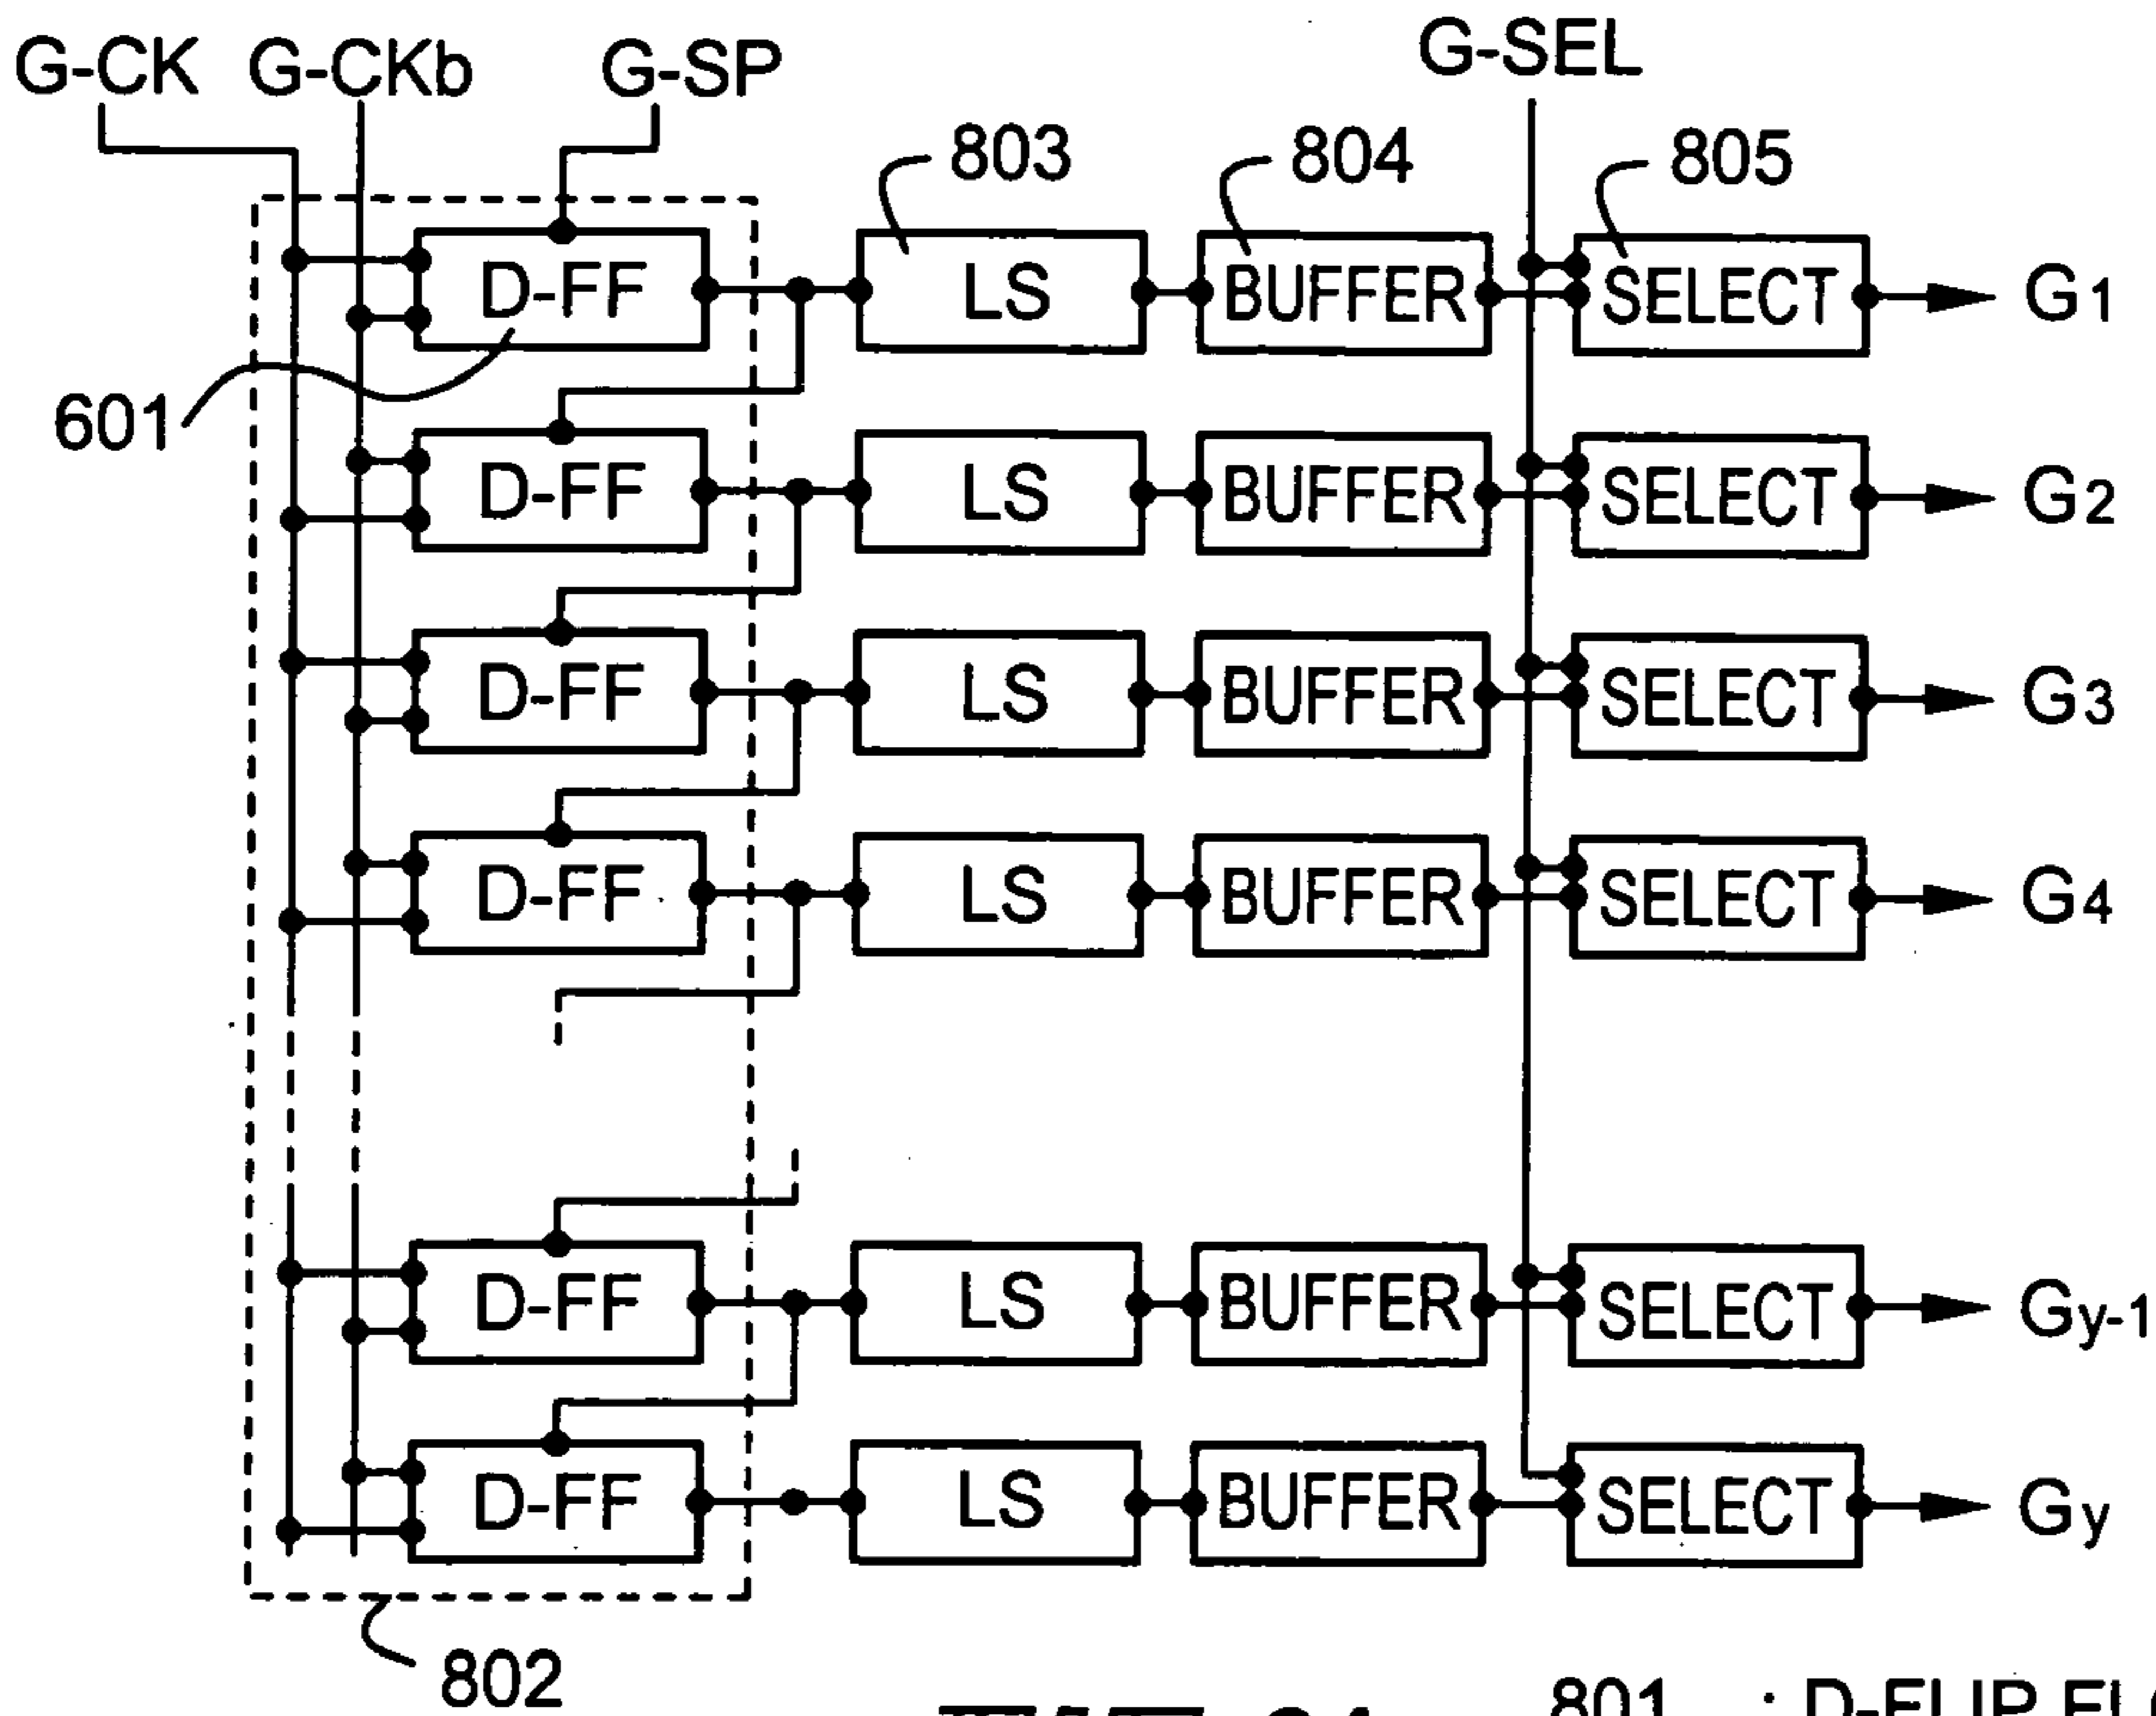 G-CK G-CKb G-SP G-SEL
803 804 805
D-FF LS BUFFER SELECT G1
601
D-FF LS BUFFER SELECT G2
D-FF LS BUFFER SELECT G3
D-FF LS BUFFER SELECT G4
D-FF LS BUFFER SELECT Gy-1
D-FF LS BUFFER SELECT Gy
802
801 : D-FLIP